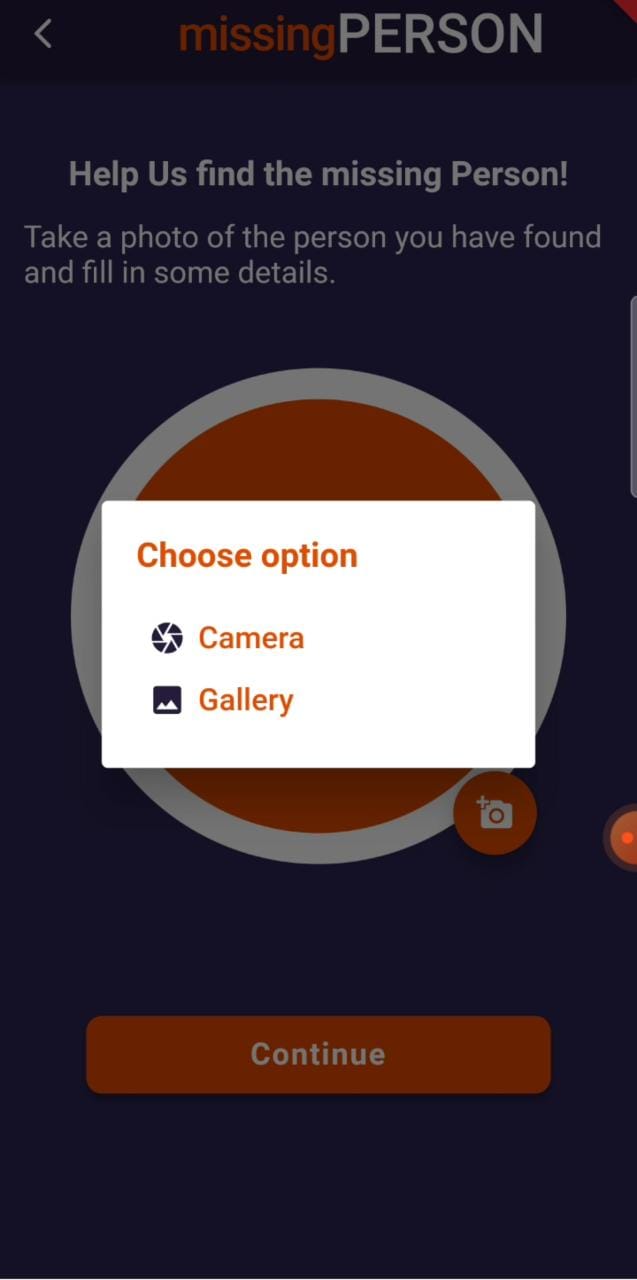 missingPERSON
Help Us find the missing Person!
Take a photo of the person you have found
and fill in some details.
Choose option
Camera
Gallery
Continue